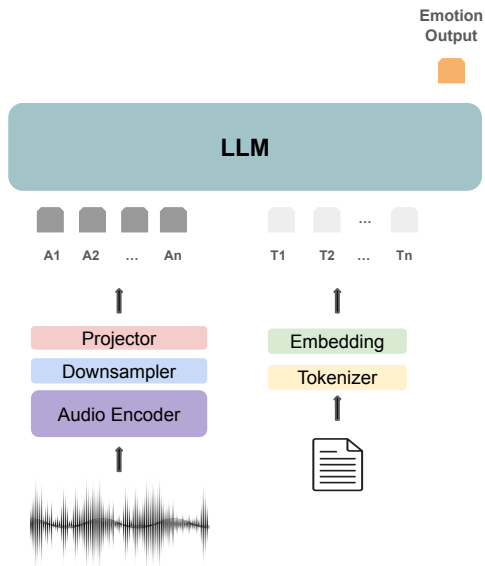 Emotion
Output
LLM
...
A1 A2 ... An T1 T2 ... Tn
Projector
Downsampler
Audio Encoder
Embedding
Tokenizer